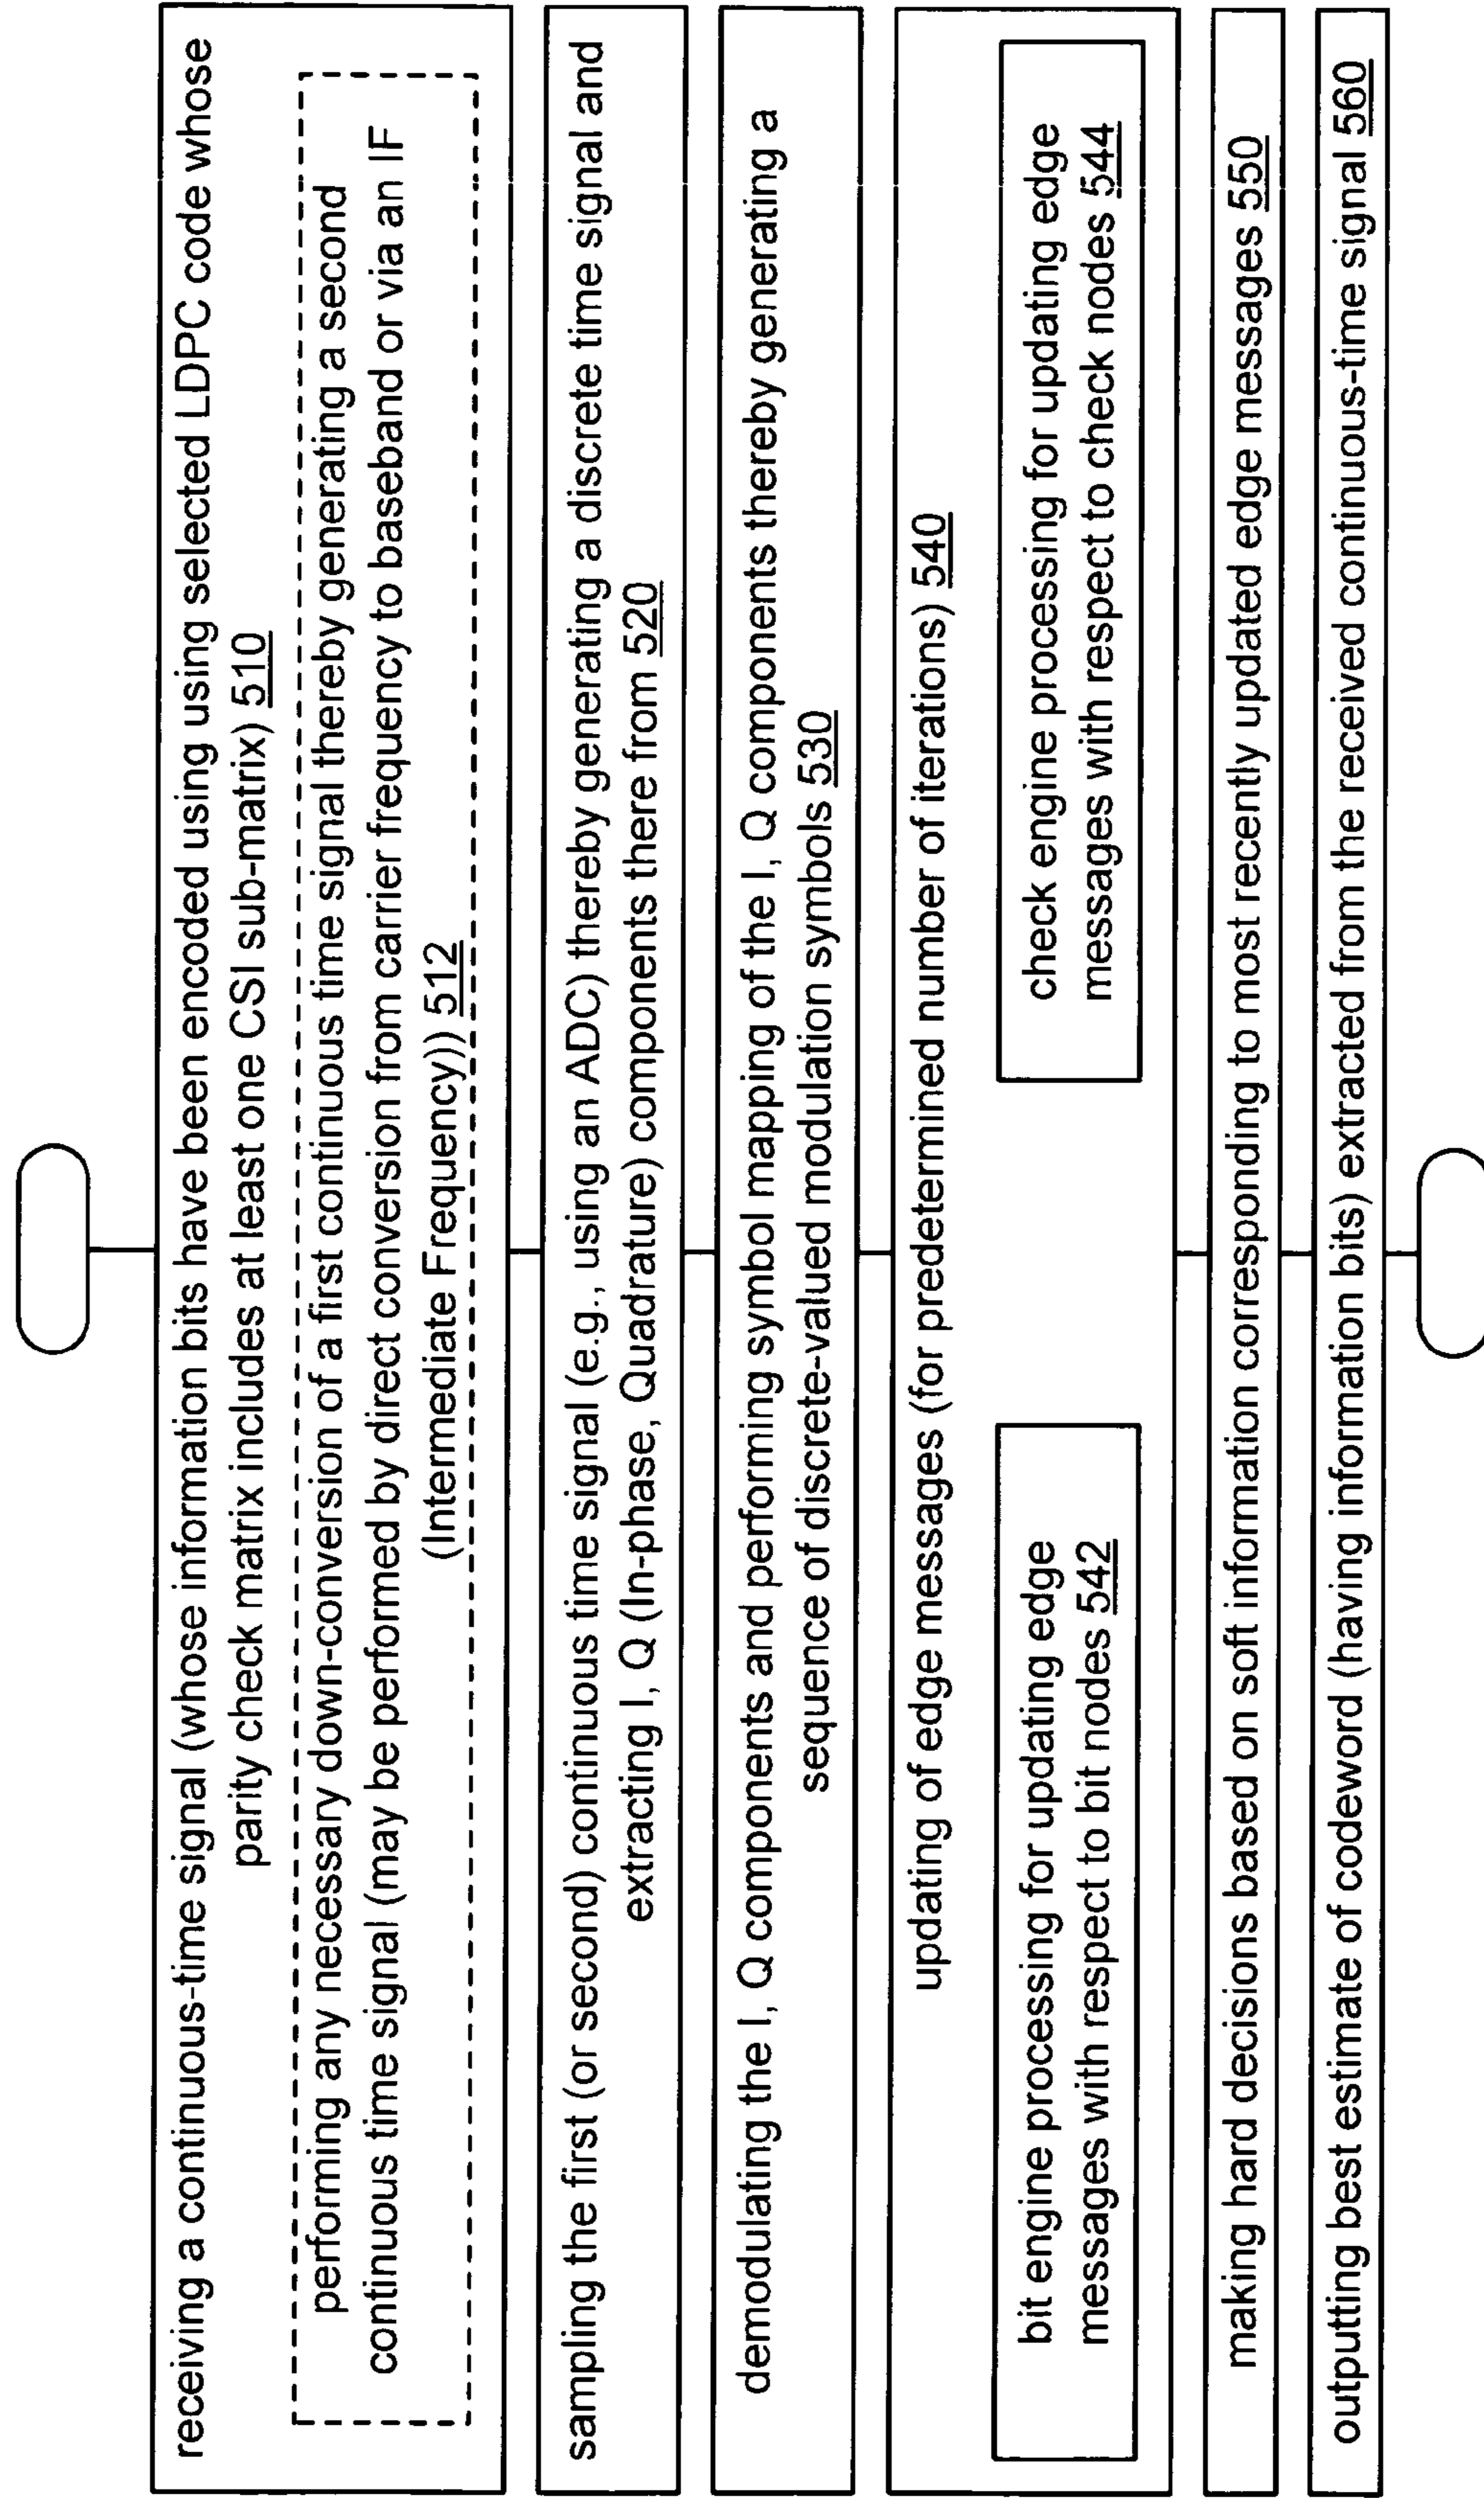 receiving a continuous-time signal (whose information bits have been encoded using using selected LDPC code whose
parity check matrix includes at least one CSI sub-matrix) 510
performing any necessary down-conversion of a first continuous time signal thereby generating a second
continuous time signal (may be performed by direct conversion from carrier frequency to baseband or via an IF
(Intermediate Frequency)) 512
sampling the first (or second) continuous time signal (e.g., using an ADC) thereby generating a discrete time signal and
extracting I, Q (In-phase, Quadrature) components there from 520
demodulating the I, Q components and performing symbol mapping of the I, Q components thereby generating a
sequence of discrete-valued modulation symbols 530
updating of edge messages (for predetermined number of iterations) 540
bit engine processing for updating edge
messages with respect to bit nodes 542
check engine processing for updating edge
messages with respect to check nodes 544
making hard decisions based on soft information corresponding to most recently updated edge messages 550
outputting best estimate of codeword (having information bits) extracted from the received continuous-time signal 560